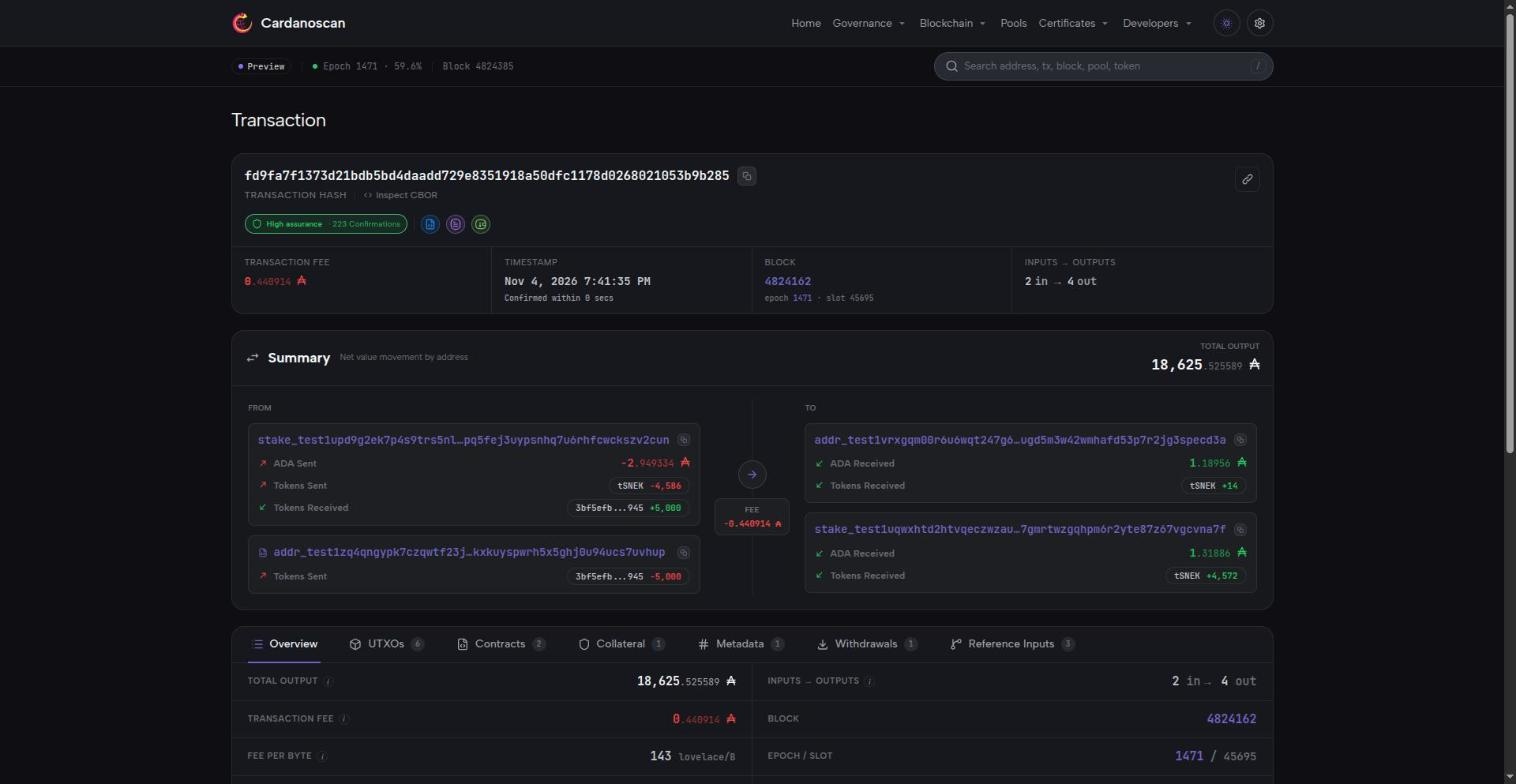 Cardanoscan
Home Governance Blockchain Pools Certificates Developers
Preview Epoch 1471 · 59.6% Block 4824385
Search address, tx, block, pool, token /
Transaction
fd9fa7f1373d21bdb5bd4daadd729e8351918a50dfc1178d0268021053b9b285
TRANSACTION HASH <> Inspect CBOR
High assurance · 223 Confirmations
TRANSACTION FEE
0.440914 ₳
TIMESTAMP
Nov 4, 2026 7:41:35 PM
Confirmed within 0 secs
BLOCK
4824162
epoch 1471 · slot 45695
INPUTS → OUTPUTS
2 in → 4 out
Summary Net value movement by address
TOTAL OUTPUT
18,625.525589 ₳
FROM
stake_test1upd9g2ek7p4s9trs5nl…pq5fej3uypsnhq7u6rhfcwckszv2cun
ADA Sent -2.949334 ₳
Tokens Sent tSNEK -4,586
Tokens Received 3bf5efb...945 +5,000
addr_test1zq4qngypk7czqwtf23j…kxkuyspwrh5x5ghj0u94ucs7uvhup
Tokens Sent 3bf5efb...945 -5,000
FEE
-0.440914 ₳
TO
addr_test1vrxgqm00r6u6wqt247g6…ugd5m3w42wmhafd53p7r2jg3specd3a
ADA Received 1.18956 ₳
Tokens Received tSNEK +14
stake_test1uqwxhtd2htvqeczwzau…7gmrtwzgqhpm6r2yte87z67vgcvna7f
ADA Received 1.31886 ₳
Tokens Received tSNEK +4,572
Overview UTXOs 6 Contracts 2 Collateral 1 Metadata 1 Withdrawals 1 Reference Inputs 3
TOTAL OUTPUT i 18,625.525589 ₳
INPUTS → OUTPUTS i 2 in → 4 out
TRANSACTION FEE i 0.440914 ₳
BLOCK 4824162
FEE PER BYTE i 143 lovelace/B
EPOCH / SLOT 1471 / 45695